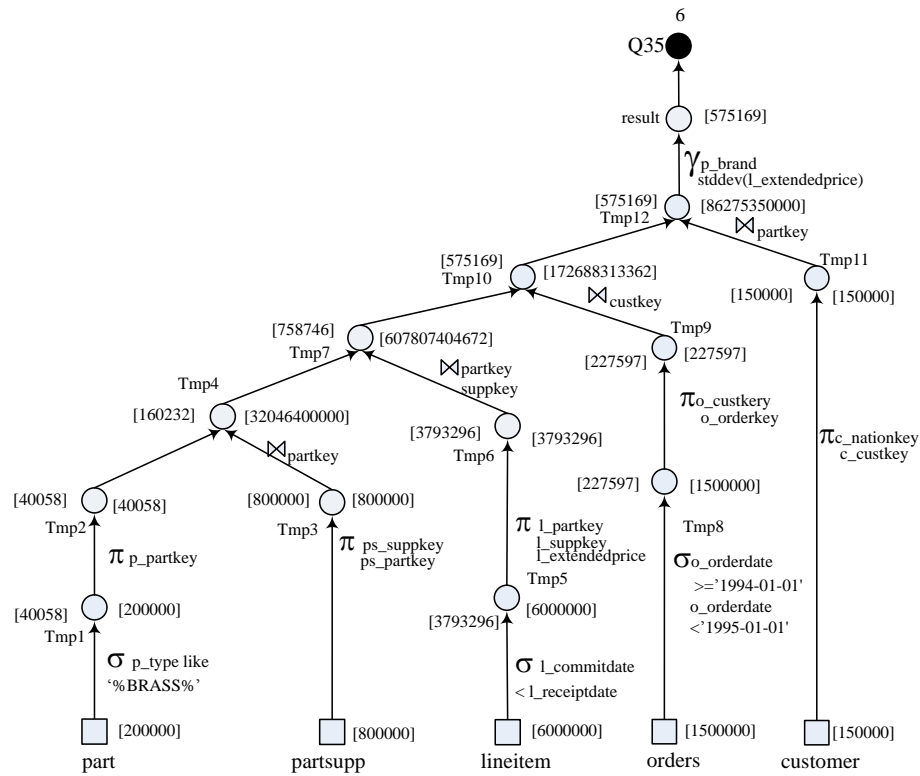 6
Q35
result [575169]
γ p_brand
stddev(l_extendedprice)
[575169] [86275350000]
Tmp12
⋈ partkey
[575169] [172688313362]
Tmp10
Tmp11
[150000] [150000]
⋈ custkey
[758746] [607807404672]
Tmp7
Tmp9
[227597] [227597]
⋈ partkey
suppkey
Tmp4
[160232] [32046400000]
πo_custkery
o_orderkey
[3793296] [3793296]
Tmp6
πc_nationkey
c_custkey
⋈ partkey
[227597] [1500000]
[40058] [40058]
Tmp2
[800000] [800000]
Tmp3
Tmp8
π p_partkey
π ps_suppkey
ps_partkey
π l_partkey
l_suppkey
l_extendedprice
σo_orderdate
>='1994-01-01'
o_orderdate
<'1995-01-01'
Tmp5
[40058] [200000]
Tmp1
[3793296] [6000000]
σ p_type like
‘%BRASS%’
σ l_commitdate
< l_receiptdate
[200000] [800000] [6000000] [1500000] [150000]
part partsupp lineitem orders customer